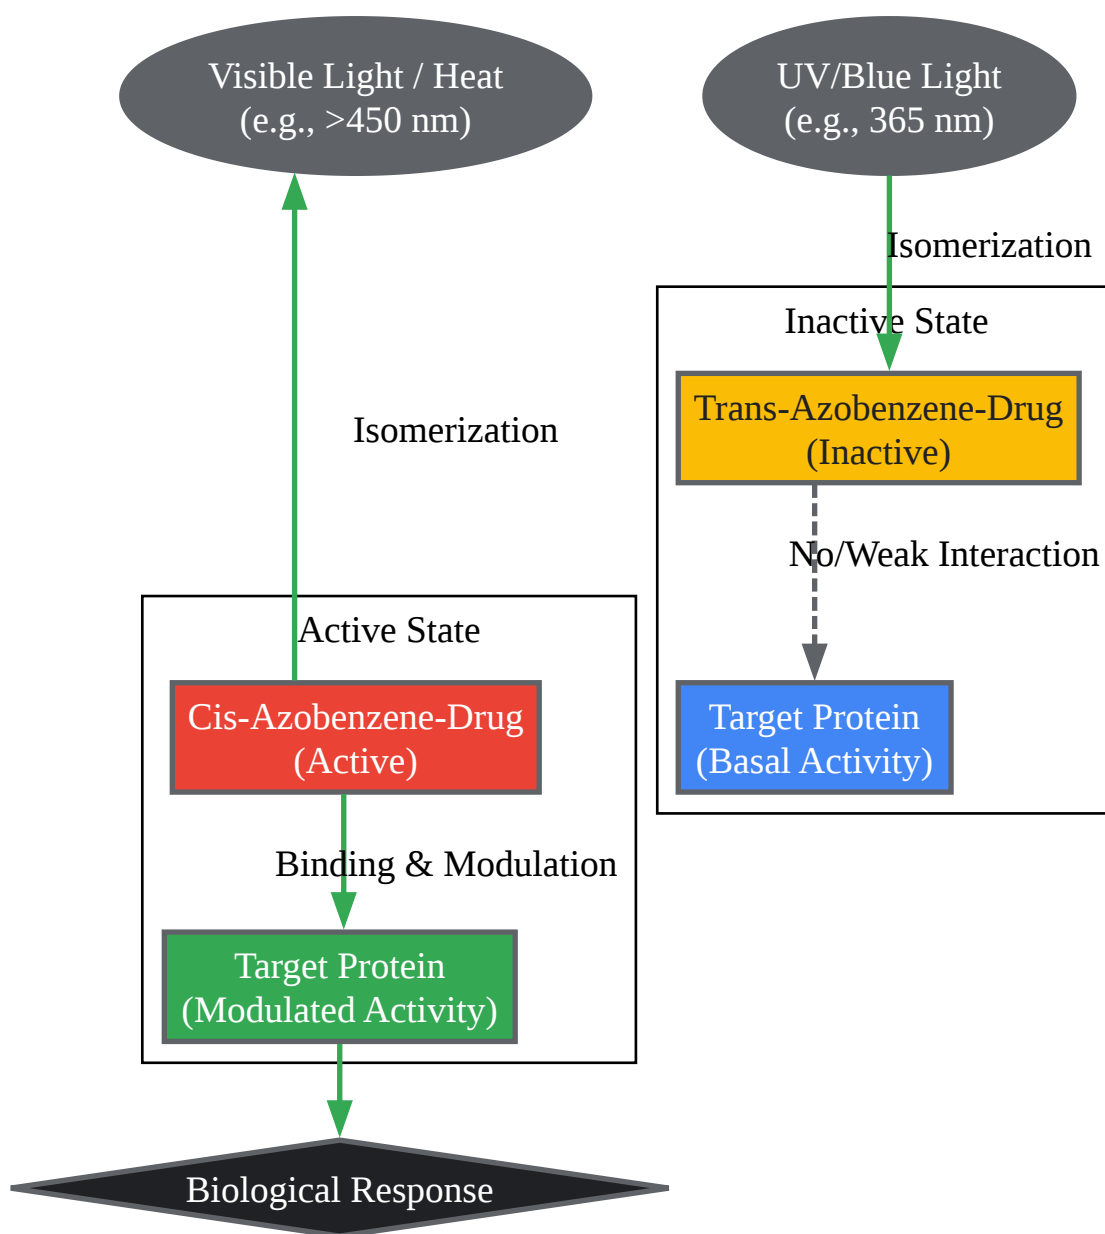 Visible Light / Heat
(e.g., >450 nm)
UV/Blue Light
(e.g., 365 nm)
Isomerization
Inactive State
Trans-Azobenzene-Drug
(Inactive)
Isomerization
No/Weak Interaction
Active State
Cis-Azobenzene-Drug
(Active)
Target Protein
(Basal Activity)
Binding & Modulation
Target Protein
(Modulated Activity)
Biological Response